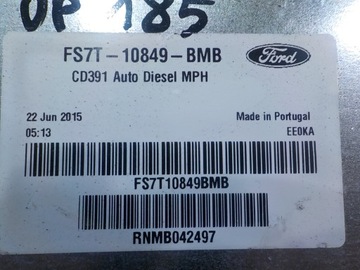 OP 185
FS7T-10849-BMB
Ford
CD391 Auto Diesel MPH
22 Jun 2015
Made in Portugal
05:13
EE0KA
FS7T10849BMB
RNMB042497